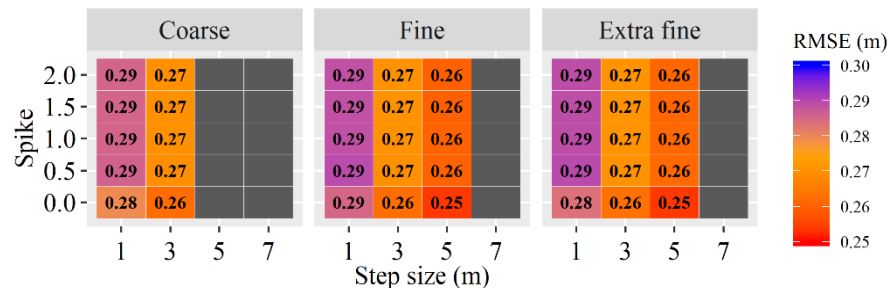 Coarse Fine Extra fine
RMSE (m)
2.0 0.29 0.27 0.29 0.27 0.26 0.29 0.27 0.26 0.30
1.5 0.29 0.27 0.29 0.27 0.26 0.29 0.27 0.26 0.29
Spike
1.0 0.29 0.27 0.29 0.27 0.26 0.29 0.27 0.26 0.28
0.5 0.29 0.27 0.29 0.27 0.26 0.29 0.27 0.26 0.26
0.0 0.28 0.26 0.29 0.26 0.25 0.28 0.26 0.25 0.25
1 3 5 7 1 3 5 7 1 3 5 7
Step size (m)